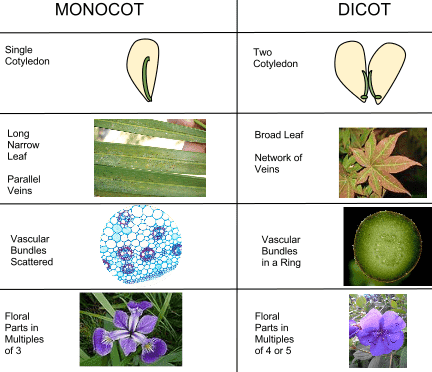 MONOCOT
DICOT
Single
Cotyledon
Two
Cotyledon
Long
Narrow
Leaf
Parallel
Veins
Broad Leaf
Network of
Veins
Vascular
Bundles
Scattered
Vascular
Bundles
in a Ring
Floral
Parts in
Multiples
of 3
Floral
Parts in
Multiples
of 4 or 5